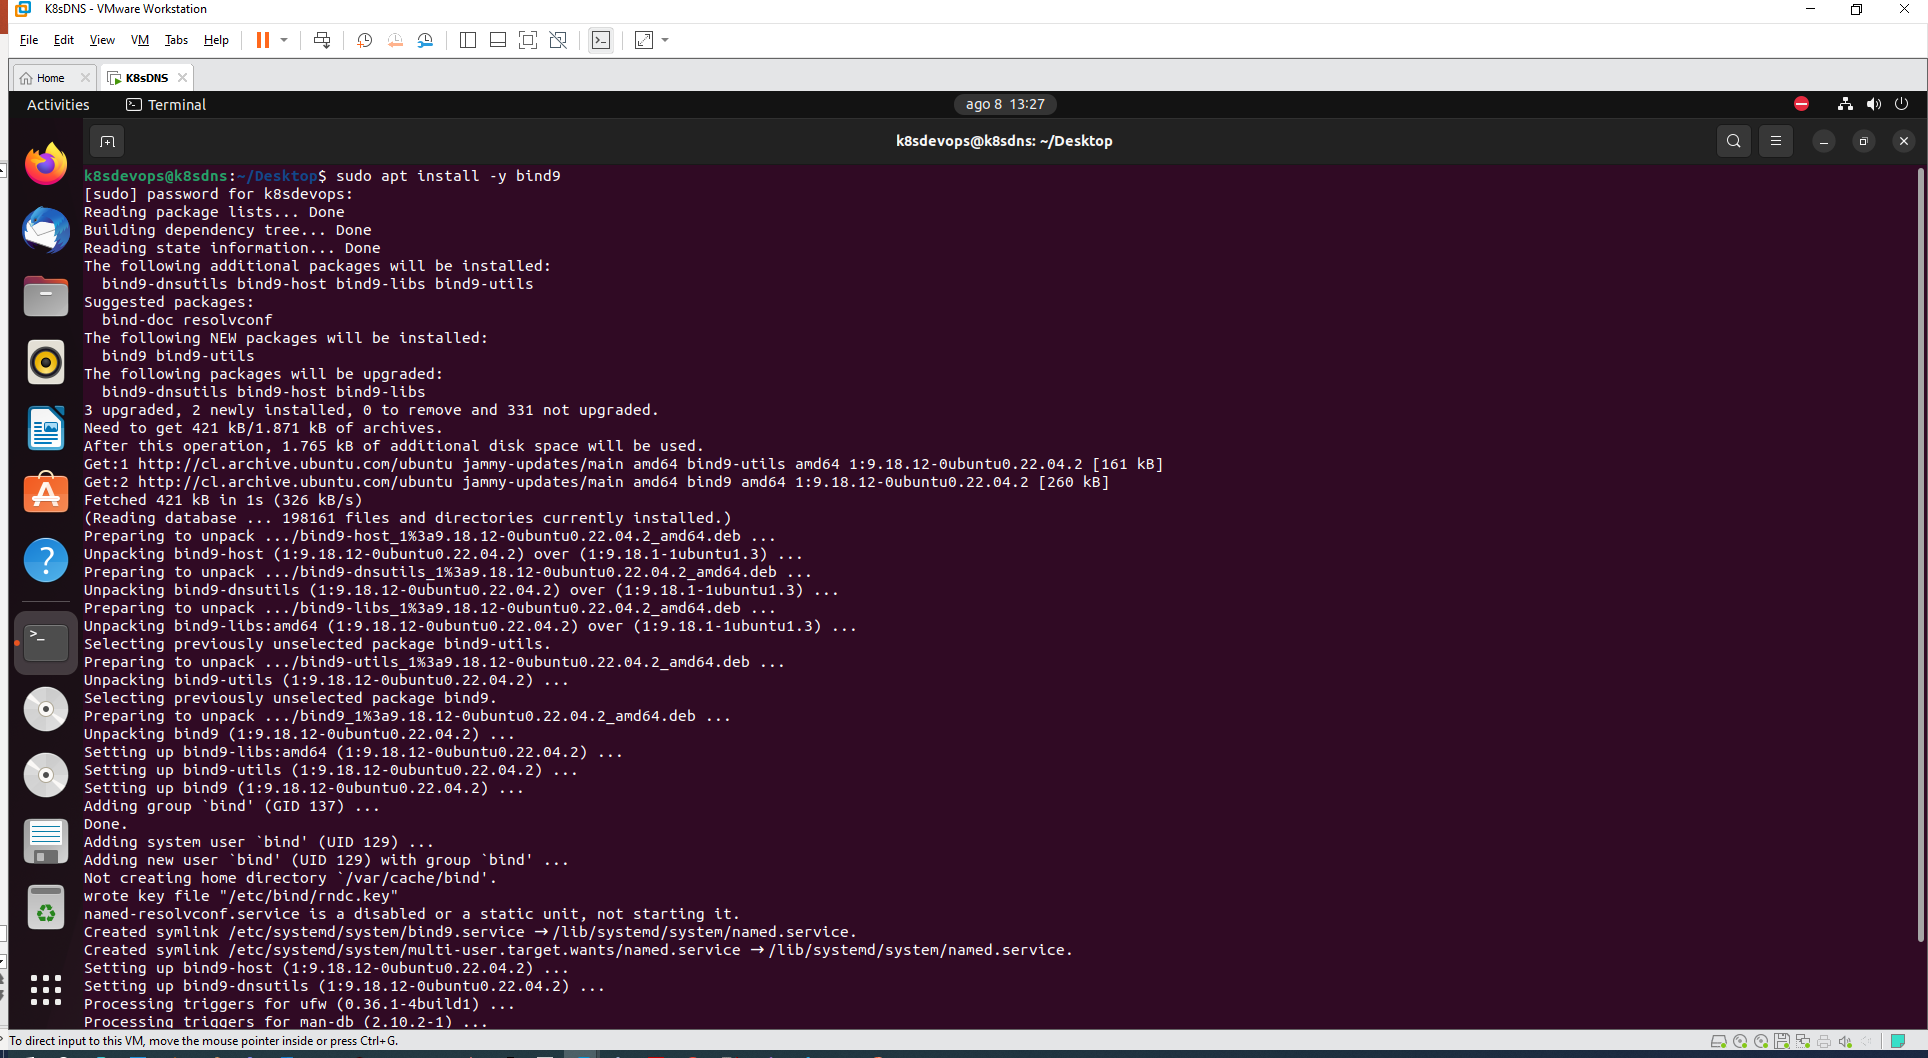 K8sDNS - VMware Workstation
File Edit View VM Tabs Help
Home K8sDNS
Activities Terminal ago 8 13:27
k8sdevops@k8sdns: ~/Desktop
k8sdevops@k8sdns:~/Desktop$ sudo apt install -y bind9
[sudo] password for k8sdevops:
Reading package lists... Done
Building dependency tree... Done
Reading state information... Done
The following additional packages will be installed:
  bind9-dnsutils bind9-host bind9-libs bind9-utils
Suggested packages:
  bind-doc resolvconf
The following NEW packages will be installed:
  bind9 bind9-utils
The following packages will be upgraded:
  bind9-dnsutils bind9-host bind9-libs
3 upgraded, 2 newly installed, 0 to remove and 331 not upgraded.
Need to get 421 kB/1.871 kB of archives.
After this operation, 1.765 kB of additional disk space will be used.
Get:1 http://cl.archive.ubuntu.com/ubuntu jammy-updates/main amd64 bind9-utils amd64 1:9.18.12-0ubuntu0.22.04.2 [161 kB]
Get:2 http://cl.archive.ubuntu.com/ubuntu jammy-updates/main amd64 bind9 amd64 1:9.18.12-0ubuntu0.22.04.2 [260 kB]
Fetched 421 kB in 1s (326 kB/s)
(Reading database ... 198161 files and directories currently installed.)
Preparing to unpack .../bind9-host_1%3a9.18.12-0ubuntu0.22.04.2_amd64.deb ...
Unpacking bind9-host (1:9.18.12-0ubuntu0.22.04.2) over (1:9.18.1-1ubuntu1.3) ...
Preparing to unpack .../bind9-dnsutils_1%3a9.18.12-0ubuntu0.22.04.2_amd64.deb ...
Unpacking bind9-dnsutils (1:9.18.12-0ubuntu0.22.04.2) over (1:9.18.1-1ubuntu1.3) ...
Preparing to unpack .../bind9-libs_1%3a9.18.12-0ubuntu0.22.04.2_amd64.deb ...
Unpacking bind9-libs:amd64 (1:9.18.12-0ubuntu0.22.04.2) over (1:9.18.1-1ubuntu1.3) ...
Selecting previously unselected package bind9-utils.
Preparing to unpack .../bind9-utils_1%3a9.18.12-0ubuntu0.22.04.2_amd64.deb ...
Unpacking bind9-utils (1:9.18.12-0ubuntu0.22.04.2) ...
Selecting previously unselected package bind9.
Preparing to unpack .../bind9_1%3a9.18.12-0ubuntu0.22.04.2_amd64.deb ...
Unpacking bind9 (1:9.18.12-0ubuntu0.22.04.2) ...
Setting up bind9-libs:amd64 (1:9.18.12-0ubuntu0.22.04.2) ...
Setting up bind9-utils (1:9.18.12-0ubuntu0.22.04.2) ...
Setting up bind9 (1:9.18.12-0ubuntu0.22.04.2) ...
Adding group `bind' (GID 137) ...
Done.
Adding system user `bind' (UID 129) ...
Adding new user `bind' (UID 129) with group `bind' ...
Not creating home directory `/var/cache/bind'.
wrote key file "/etc/bind/rndc.key"
named-resolvconf.service is a disabled or a static unit, not starting it.
Created symlink /etc/systemd/system/bind9.service → /lib/systemd/system/named.service.
Created symlink /etc/systemd/system/multi-user.target.wants/named.service → /lib/systemd/system/named.service.
Setting up bind9-host (1:9.18.12-0ubuntu0.22.04.2) ...
Setting up bind9-dnsutils (1:9.18.12-0ubuntu0.22.04.2) ...
Processing triggers for ufw (0.36.1-4build1) ...
Processing triggers for man-db (2.10.2-1) ...
To direct input to this VM, move the mouse pointer inside or press Ctrl+G.